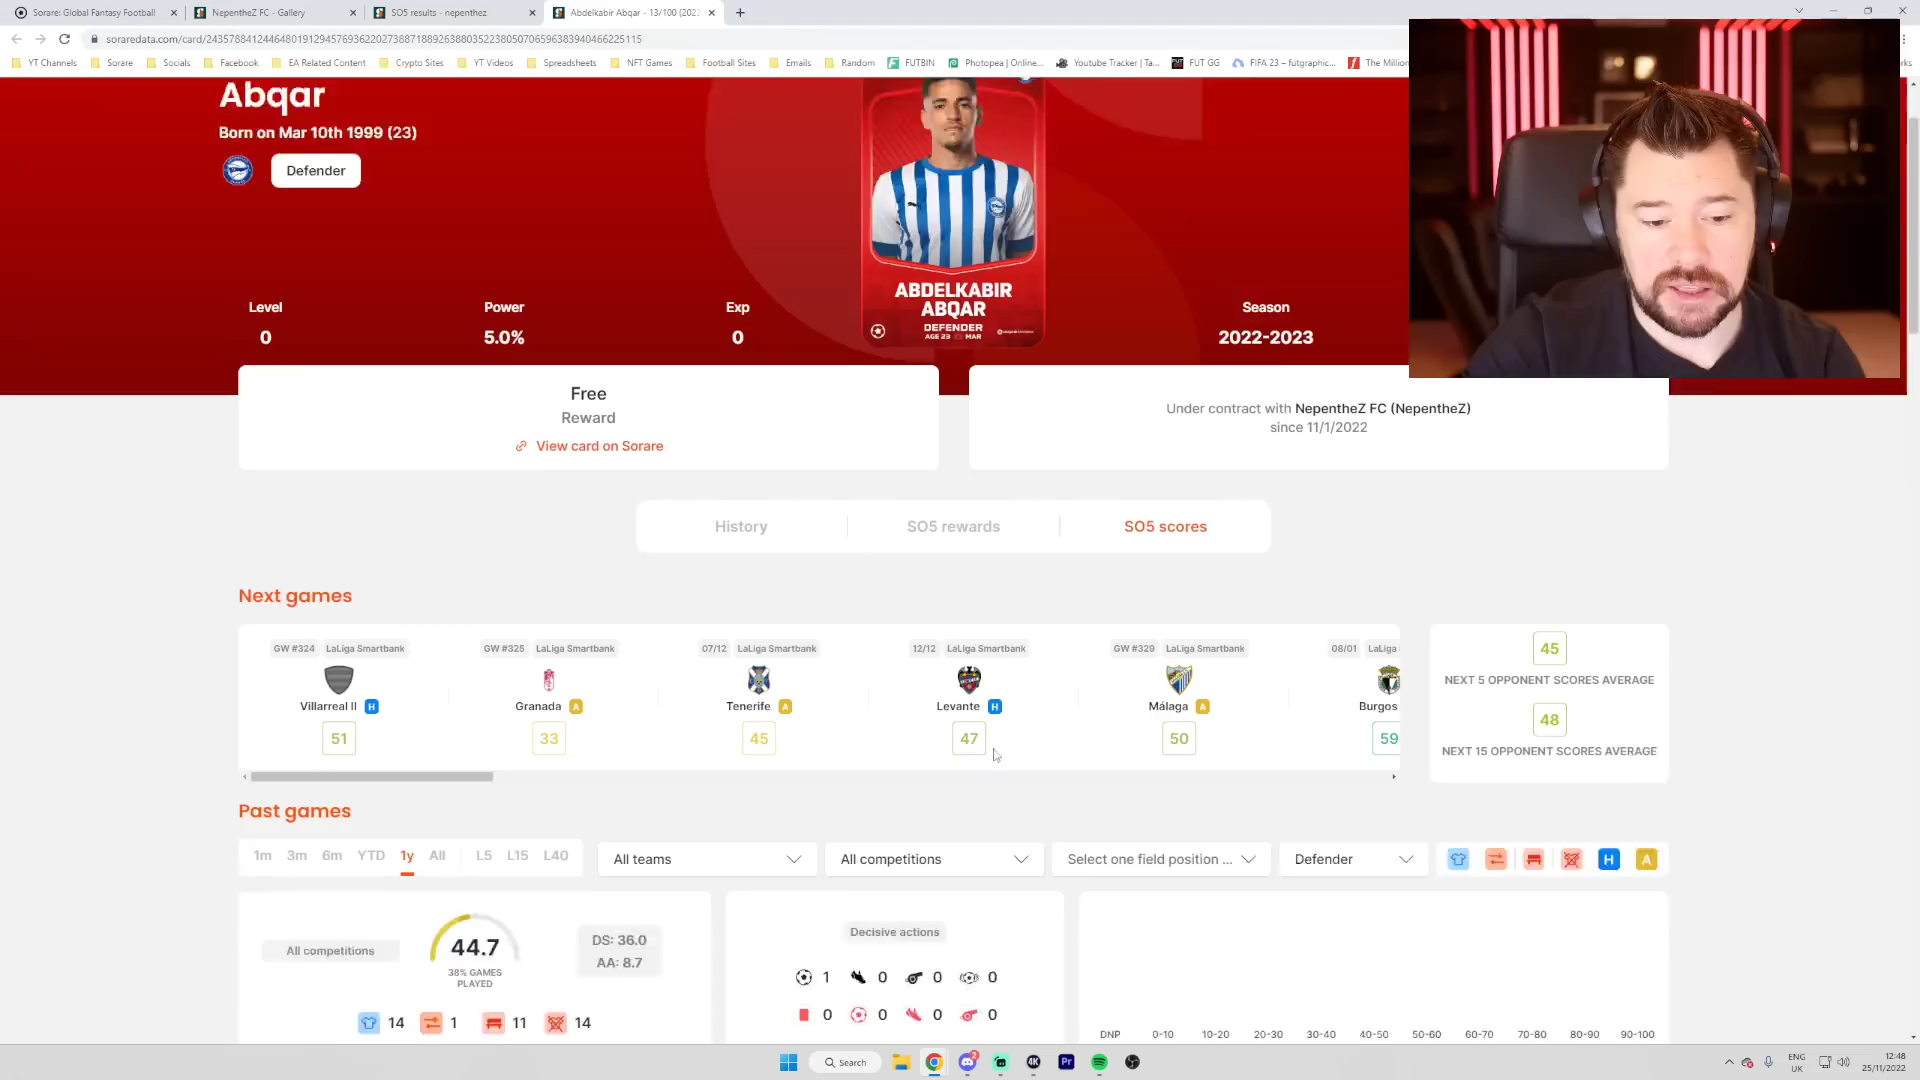 Sorare: Global Fantasy Football
NepentheZ FC - Gallery
SO5 results - nepenthez
Abdelkabir Abqar - 13/100 (202
YT Channels
Sorare
Socials
Facebook
EA Related Content
Crypto Sites
YT Videos
Spreadsheets
NFT Games
Football Sites
Emails
Random
FUTBIN
Photopea | Online...
Youtube Tracker | Ta...
FUT GG
FIFA 23 – futgraphic...
The Million
Abqar
Born on Mar 10th 1999 (23)
Defender
Level
Power
Exp
Season
0
5.0%
0
2022-2023
ABDELKABIR
ABQAR
DEFENDER
AGE 23 MAR
Free
Reward
View card on Sorare
Under contract with NepentheZ FC (NepentheZ)
since 11/1/2022
History
SO5 rewards
SO5 scores
Next games
GW #324 LaLiga Smartbank
GW #325 LaLiga Smartbank
07/12 LaLiga Smartbank
12/12 LaLiga Smartbank
GW #329 LaLiga Smartbank
08/01 LaLiga
Villarreal II H
Granada A
Tenerife A
Levante H
Málaga A
Burgos
51
33
45
47
50
59
45
NEXT 5 OPPONENT SCORES AVERAGE
48
NEXT 15 OPPONENT SCORES AVERAGE
Past games
1m 3m 6m YTD 1y All L5 L15 L40
All teams
All competitions
Select one field position ...
Defender
H
A
All competitions
44.7
38% GAMES
PLAYED
DS: 36.0
AA: 8.7
14 1 11 14
Decisive actions
1 0 0 0
0 0 0 0
DNP 0-10 10-20 20-30 30-40 40-50 50-60 60-70 70-80 80-90 90-100
Search
2
4K
Pr
ENG
UK
12:48
25/11/2022